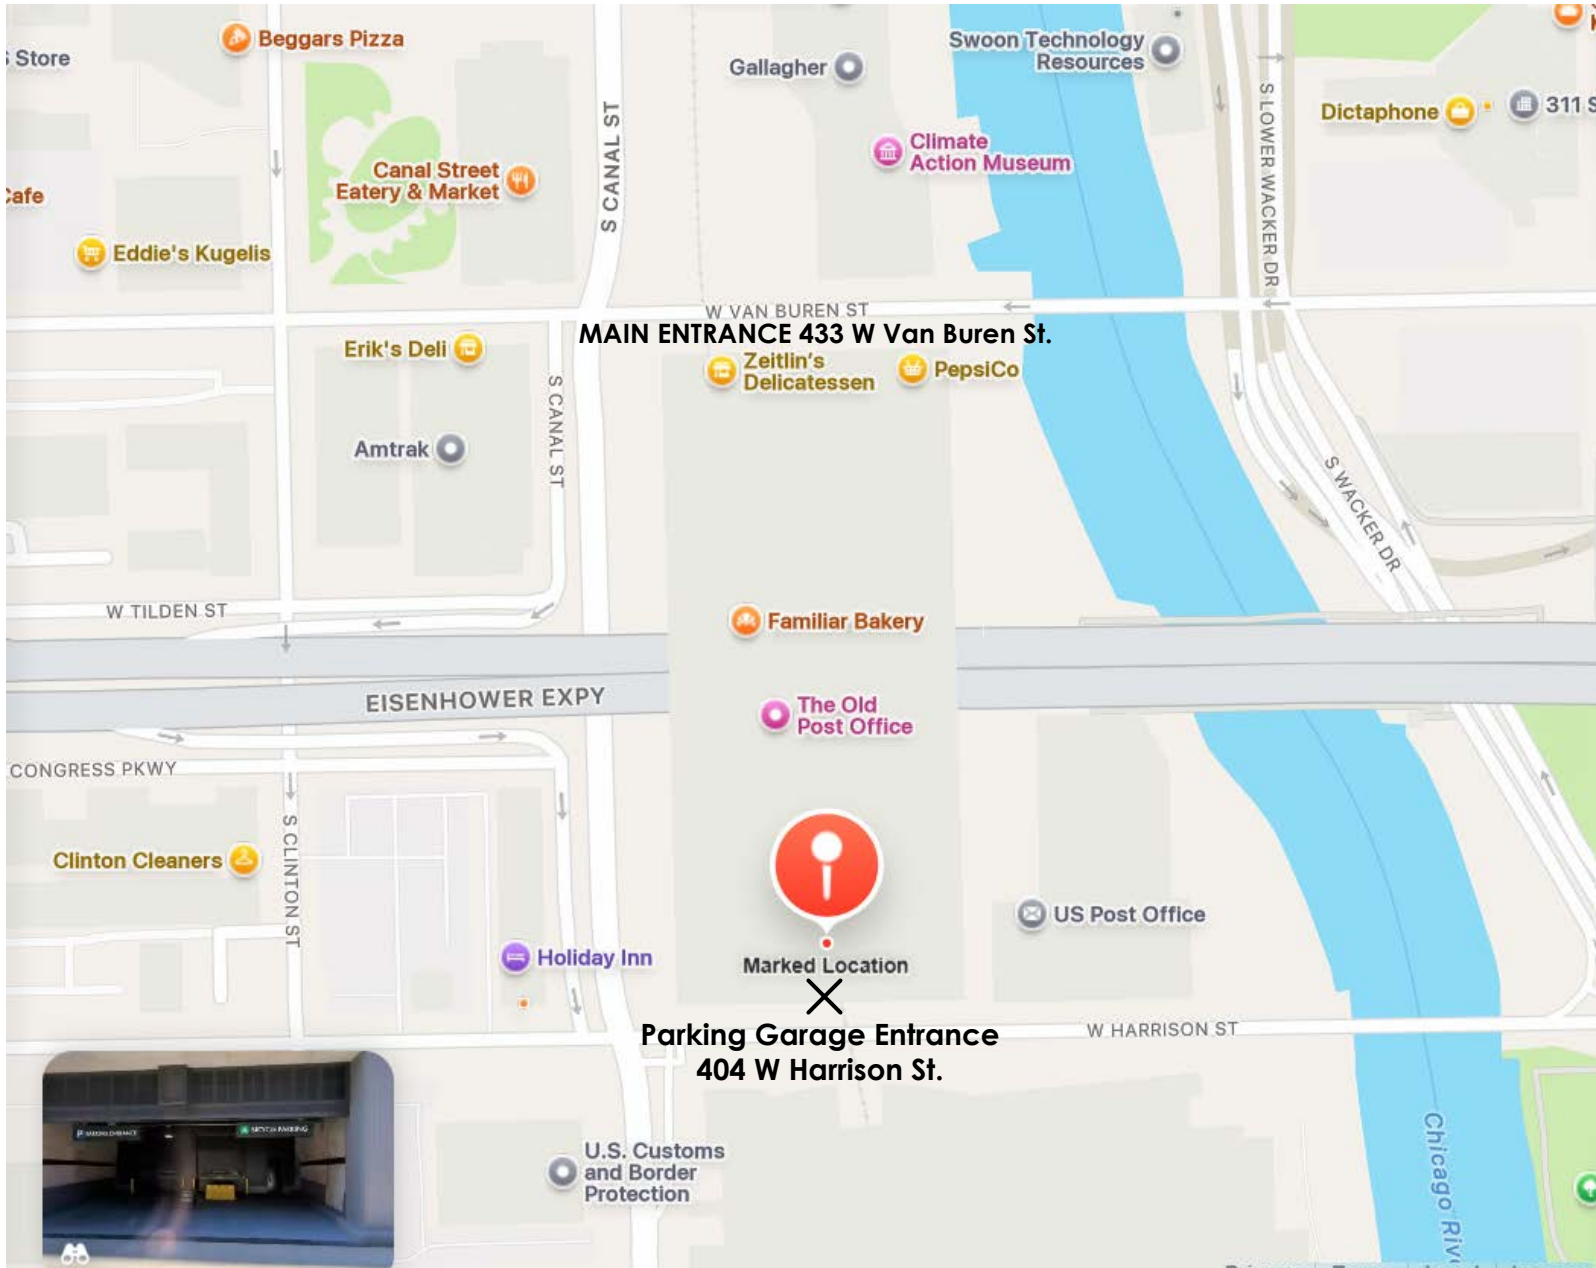 Beggars Pizza
Store
Gallagher
Swoon Technology
Resources
S CANAL ST
S LOWER WACKER DR
Dictaphone
311 S
Climate
Action Museum
Canal Street
Eatery & Market
Cafe
Eddie's Kugelis
W VAN BUREN ST
MAIN ENTRANCE 433 W Van Buren St.
Erik's Deli
Zeitlin's
Delicatessen
PepsiCo
S CANAL ST
Amtrak
S WACKER DR
W TILDEN ST
Familiar Bakery
EISENHOWER EXPY
The Old
Post Office
CONGRESS PKWY
S CLINTON ST
Clinton Cleaners
US Post Office
Holiday Inn
Marked Location
Parking Garage Entrance
404 W Harrison St.
W HARRISON ST
BICYCLE PARKING
U.S. Customs
and Border
Protection
Chicago Riv